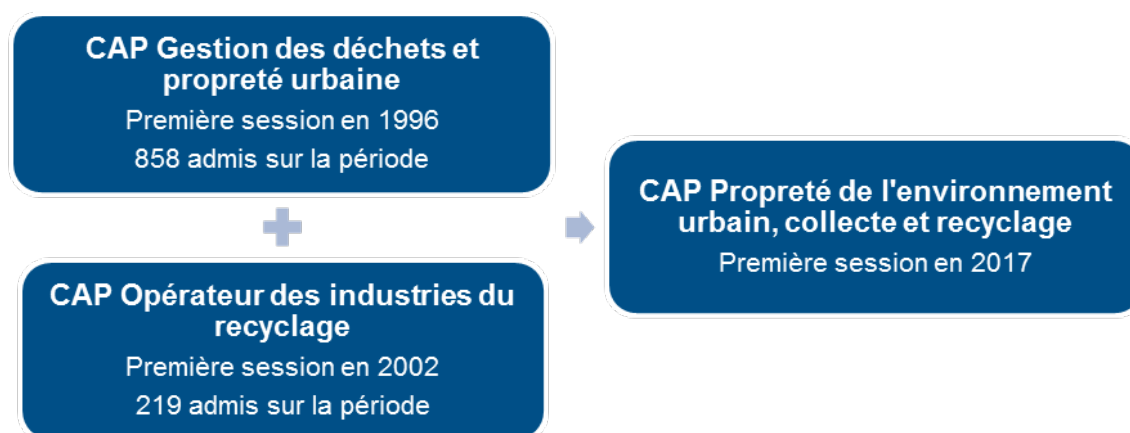 CAP Gestion des déchets et
propreté urbaine
Première session en 1996
858 admis sur la période
CAP Opérateur des industries du
recyclage
Première session en 2002
219 admis sur la période
CAP Propreté de l'environnement
urbain, collecte et recyclage
Première session en 2017